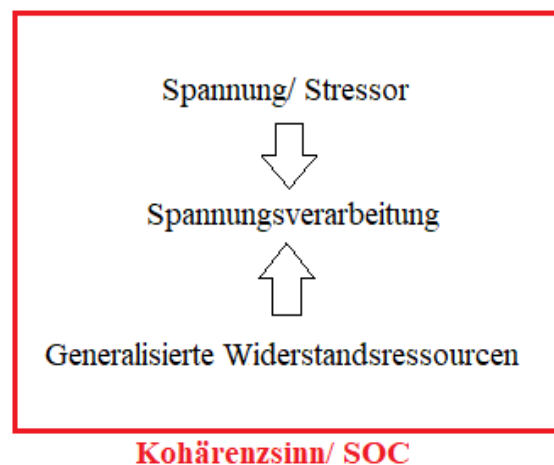 Spannung/ Stressor
Spannungsverarbeitung
Generalisierte Widerstandsressourcen
Kohärenzsinn/ SOC